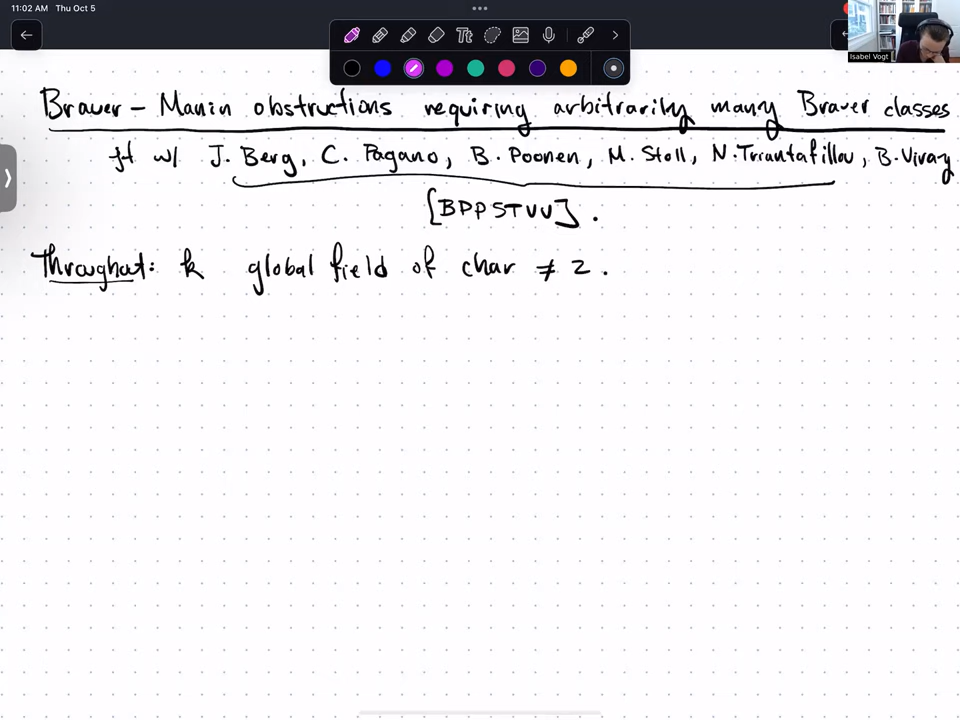 11:02 AM Thu Oct 5
Tt
Isabel Vogt
Brauer - Manin obstructions requiring arbitrarily many Brauer classes
jt w/ J. Berg, C. Pagano, B. Poonen, M. Stoll, N. Triantafillou, B. Viray
[BPPSTVV].
Throughout: k global field of char ≠ 2.